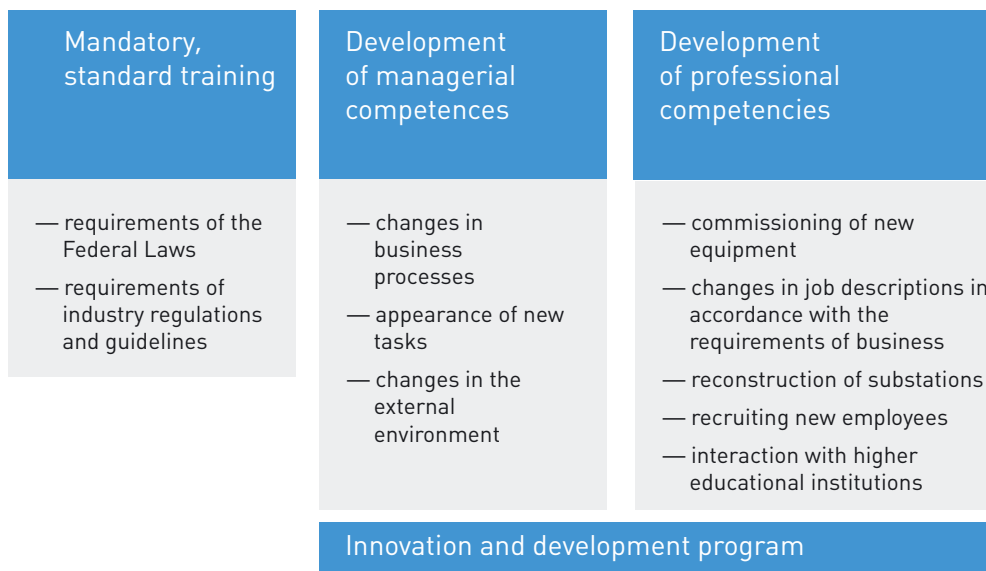 Mandatory,
standard training
— requirements of the
Federal Laws
— requirements of
industry regulations
and guidelines
Development
of managerial
competences
— changes in
business
processes
— appearance of new
tasks
— changes in the
external
environment
Development
of professional
competencies
— commissioning of new
equipment
— changes in job descriptions in
accordance with the
requirements of business
— reconstruction of substations
— recruiting new employees
— interaction with higher
educational institutions
Innovation and development program